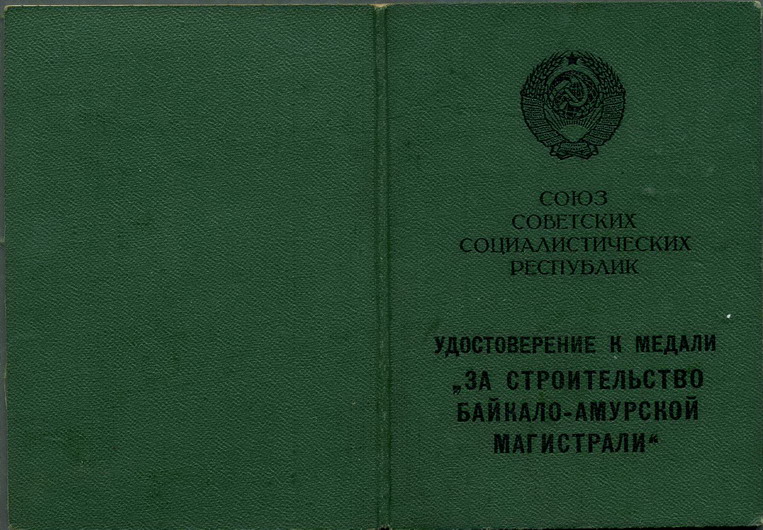 СОЮЗ
СОВЕТСКИХ
СОЦИАЛИСТИЧЕСКИХ
РЕСПУБЛИК
УДОСТОВЕРЕНИЕ К МЕДАЛИ
„ЗА СТРОИТЕЛЬСТВО
БАЙКАЛО-АМУРСКОЙ
МАГИСТРАЛИ“